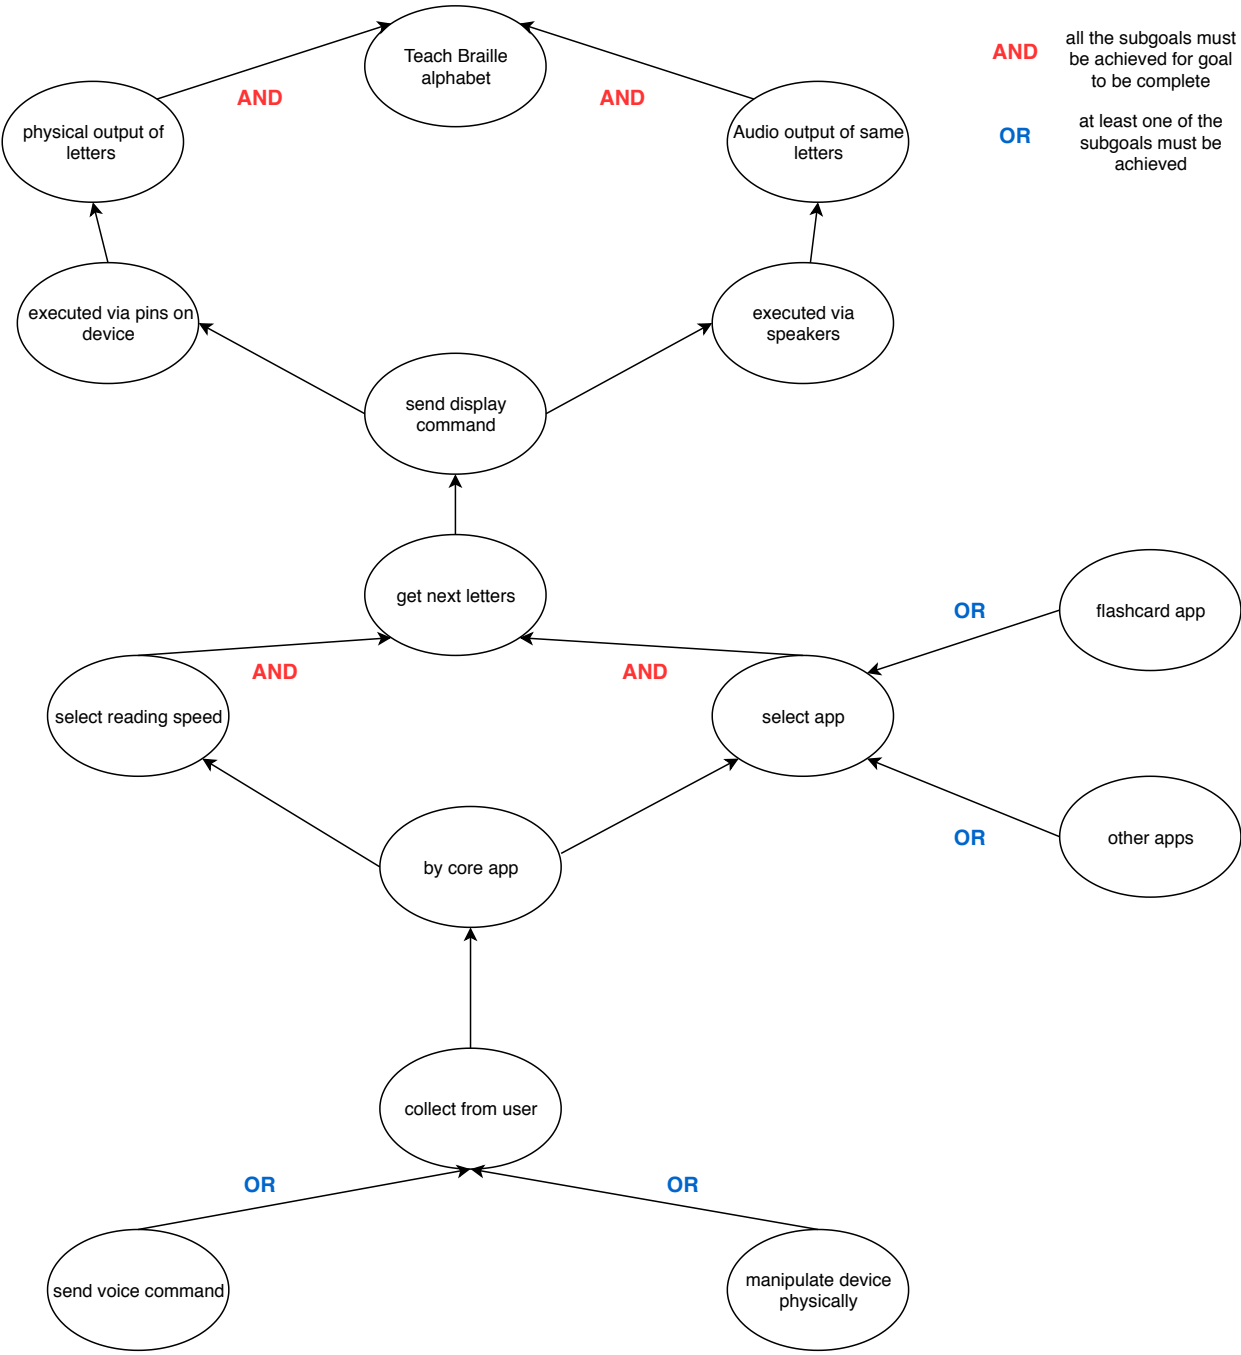 Teach Braille
alphabet
AND
all the subgoals must
be achieved for goal
to be complete
AND
AND
physical output of
letters
Audio output of same
letters
OR
at least one of the
subgoals must be
achieved
executed via pins on
device
executed via
speakers
send display
command
get next letters
OR
flashcard app
AND
AND
select reading speed
select app
OR
other apps
by core app
collect from user
OR
OR
send voice command
manipulate device
physically